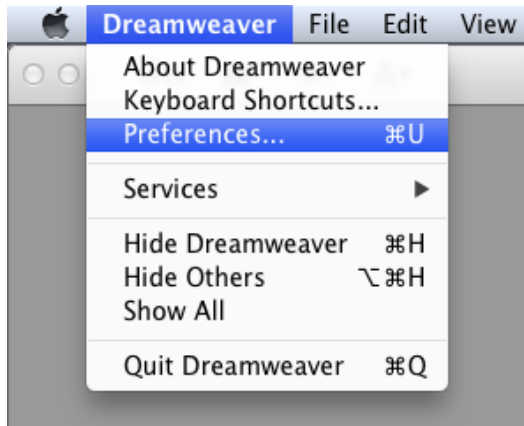 Dreamweaver File Edit View
About Dreamweaver
Keyboard Shortcuts...
Preferences... ⌘U
Services ▶
Hide Dreamweaver ⌘H
Hide Others ⌥⌘H
Show All
Quit Dreamweaver ⌘Q